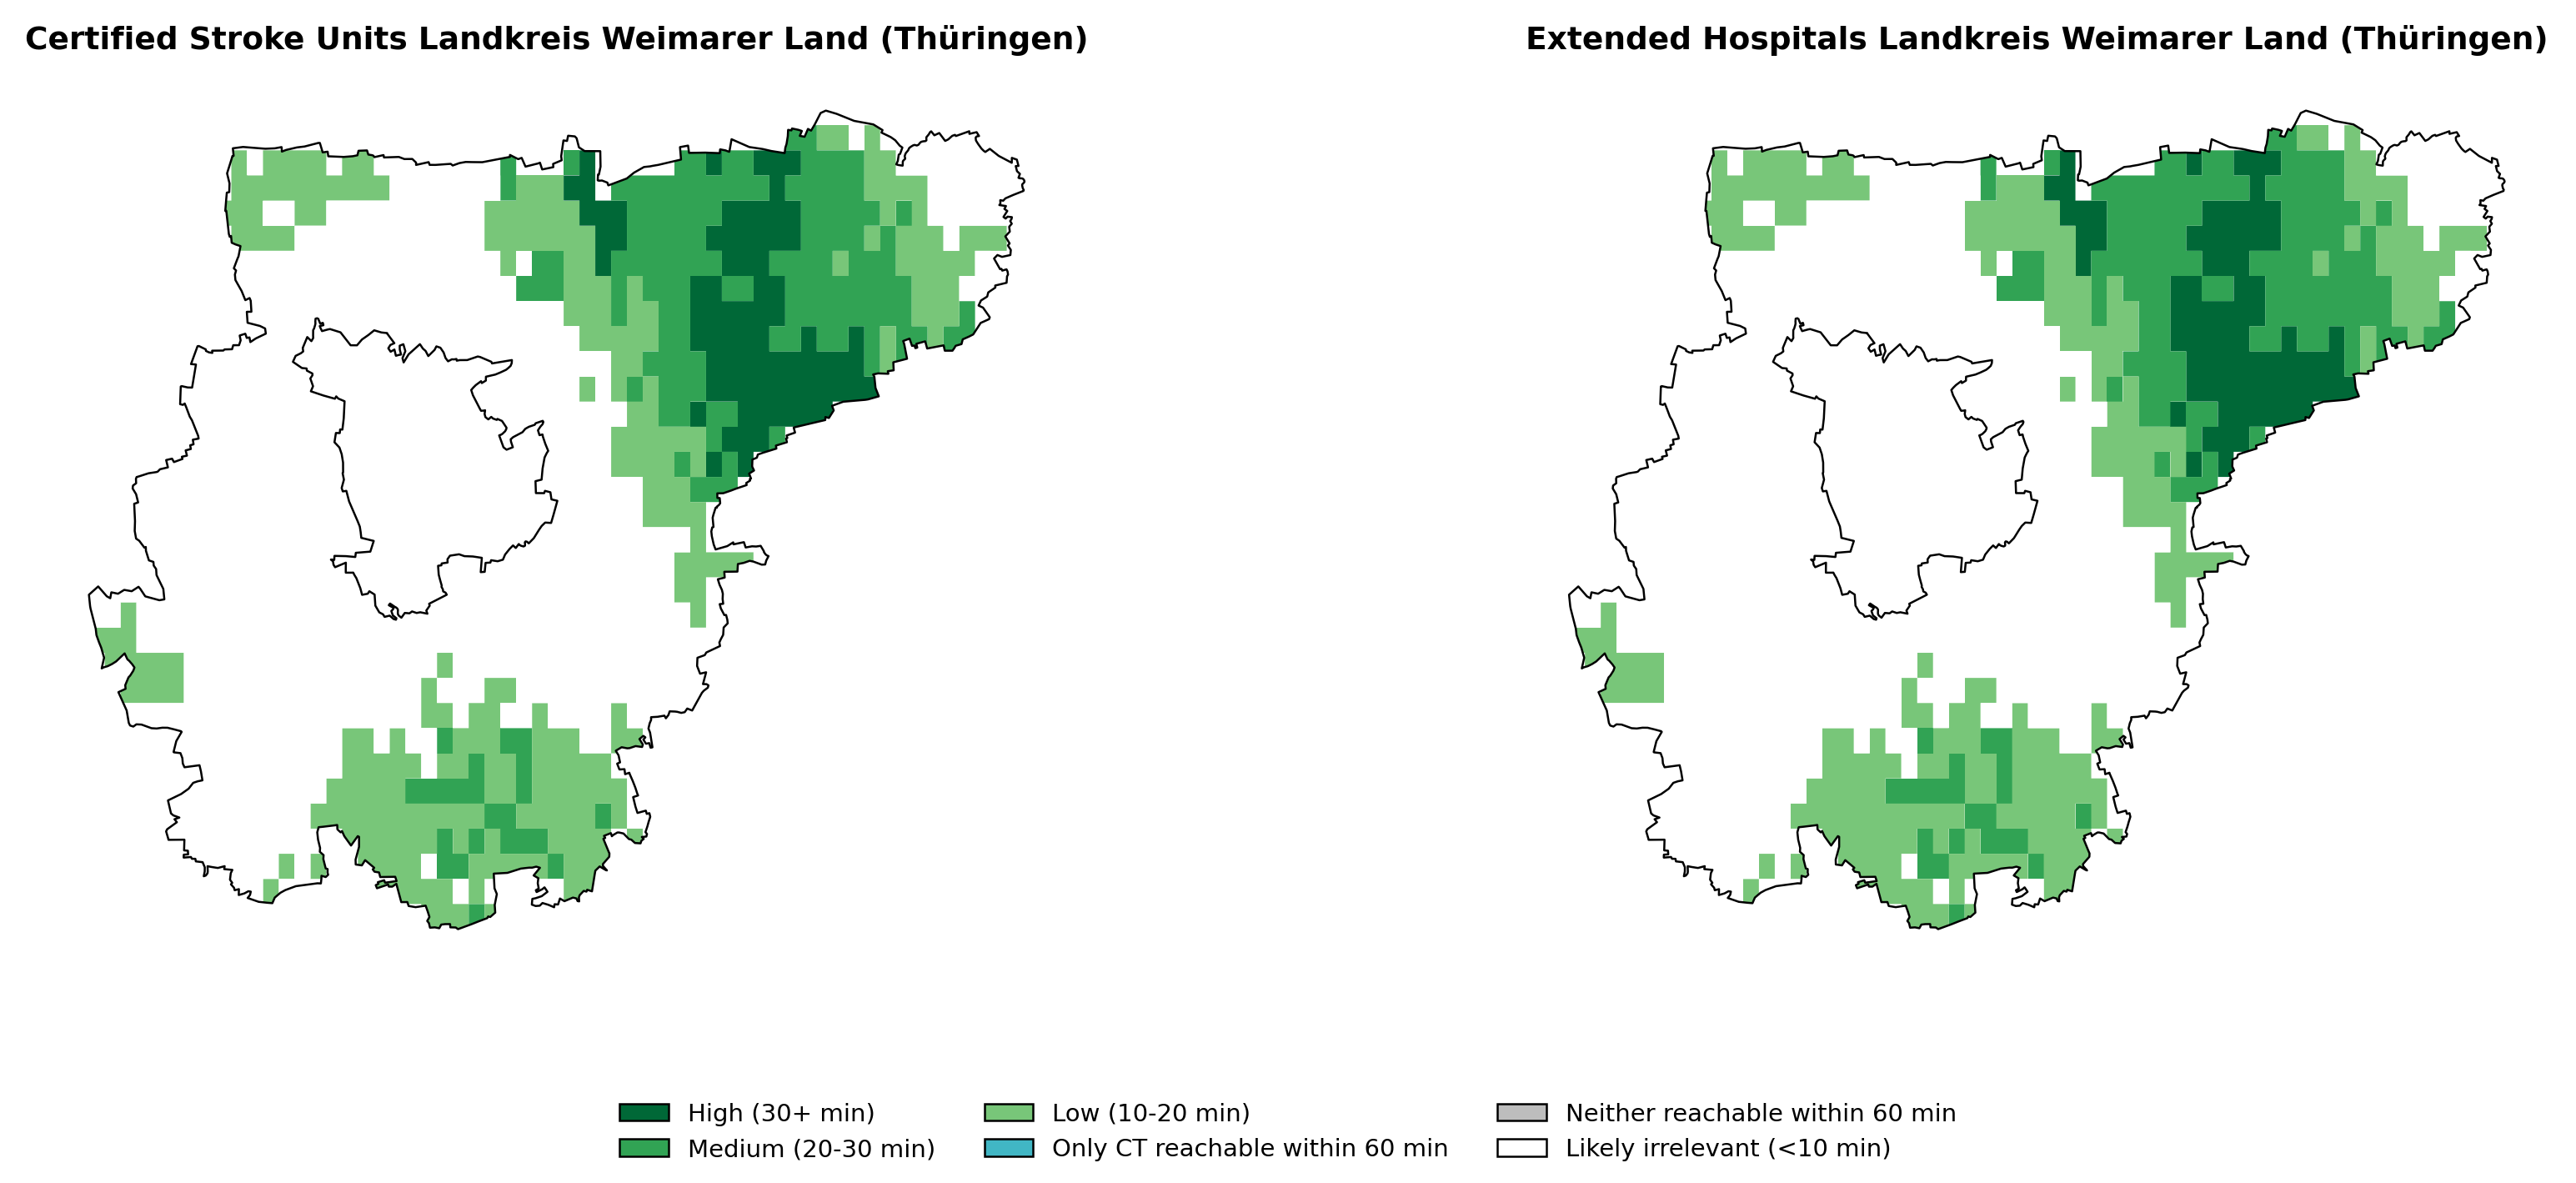 Certified Stroke Units Landkreis Weimarer Land (Thüringen)
Extended Hospitals Landkreis Weimarer Land (Thüringen)
High (30+ min)
Medium (20-30 min)
Low (10-20 min)
Only CT reachable within 60 min
Neither reachable within 60 min
Likely irrelevant (<10 min)